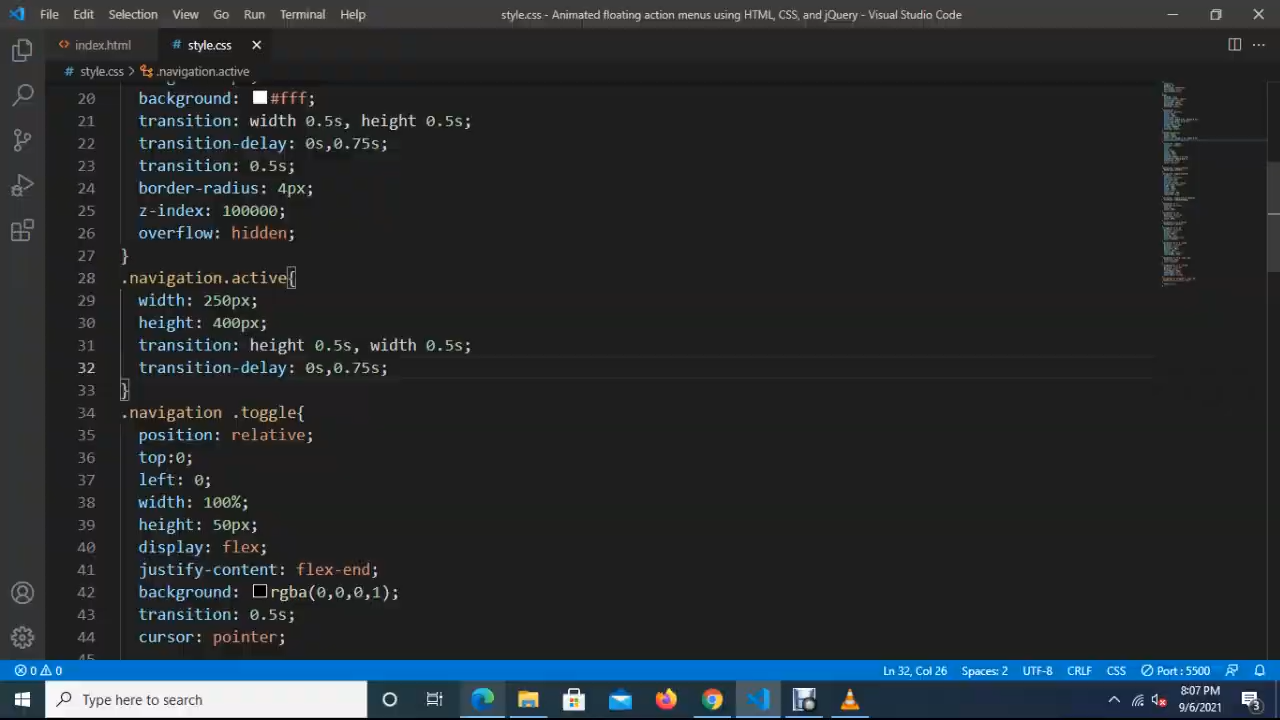 File Edit Selection View Go Run Terminal Help style.css - Animated floating action menus using HTML, CSS, and jQuery - Visual Studio Code
index.html # style.css
# style.css > .navigation.active
20 background: #fff;
21 transition: width 0.5s, height 0.5s;
22 transition-delay: 0s,0.75s;
23 transition: 0.5s;
24 border-radius: 4px;
25 z-index: 100000;
26 overflow: hidden;
27 }
28 .navigation.active{
29 width: 250px;
30 height: 400px;
31 transition: height 0.5s, width 0.5s;
32 transition-delay: 0s,0.75s;
33 }
34 .navigation .toggle{
35 position: relative;
36 top:0;
37 left: 0;
38 width: 100%;
39 height: 50px;
40 display: flex;
41 justify-content: flex-end;
42 background: rgba(0,0,0,1);
43 transition: 0.5s;
44 cursor: pointer;
45
0 0 Ln 32, Col 26 Spaces: 2 UTF-8 CRLF CSS Port : 5500
Type here to search
8:07 PM
9/6/2021
3